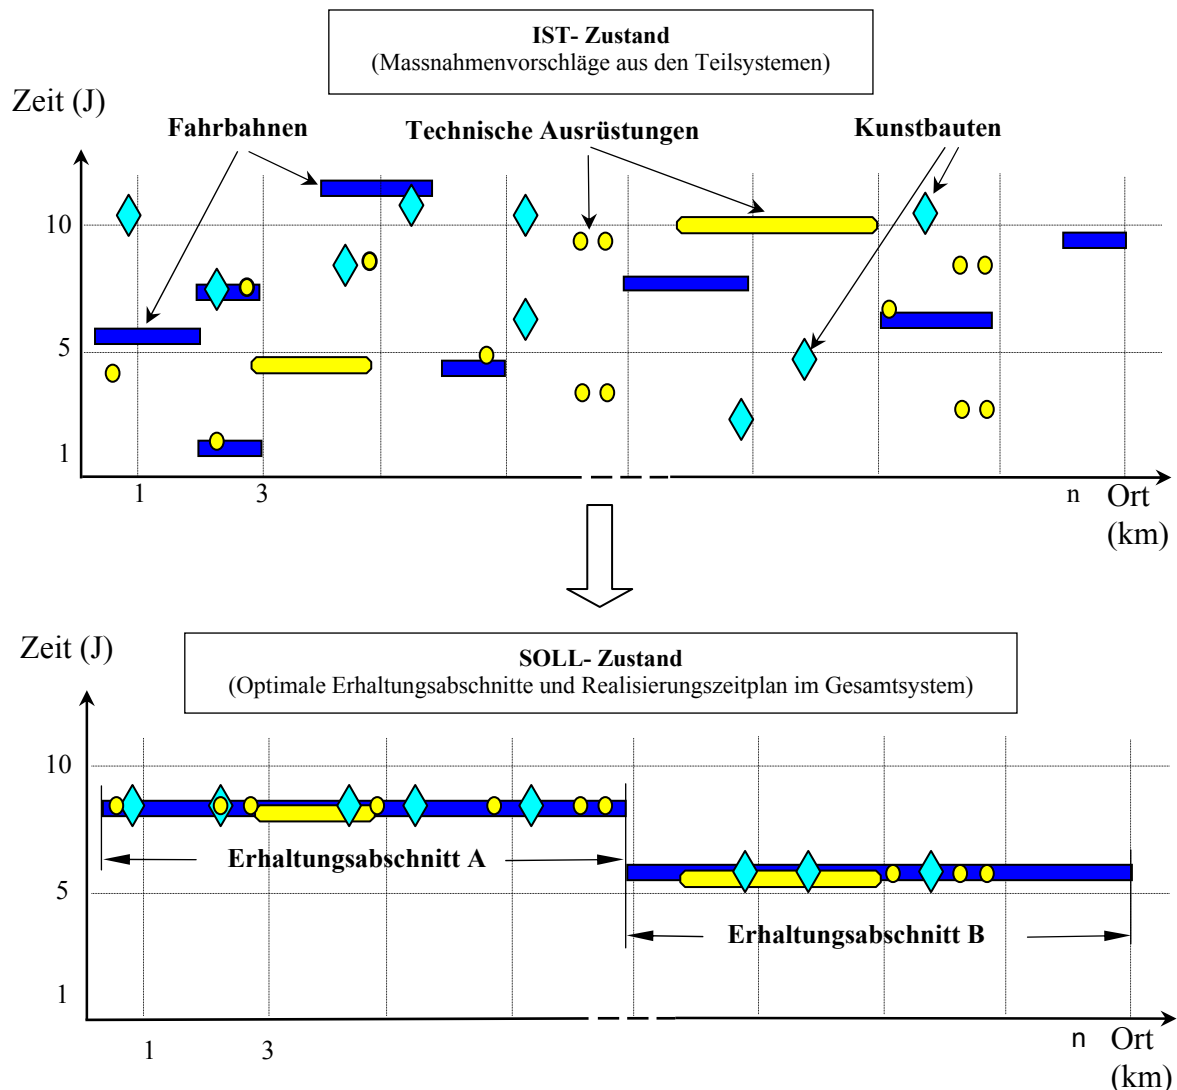 IST- Zustand
(Massnahmenvorschläge aus den Teilsystemen)
Zeit (J)
Fahrbahnen
Technische Ausrüstungen
Kunstbauten
10
5
1
1
3
n
Ort
(km)
Zeit (J)
SOLL- Zustand
(Optimale Erhaltungsabschnitte und Realisierungszeitplan im Gesamtsystem)
10
Erhaltungsabschnitt A
5
Erhaltungsabschnitt B
1
1
3
n
Ort
(km)